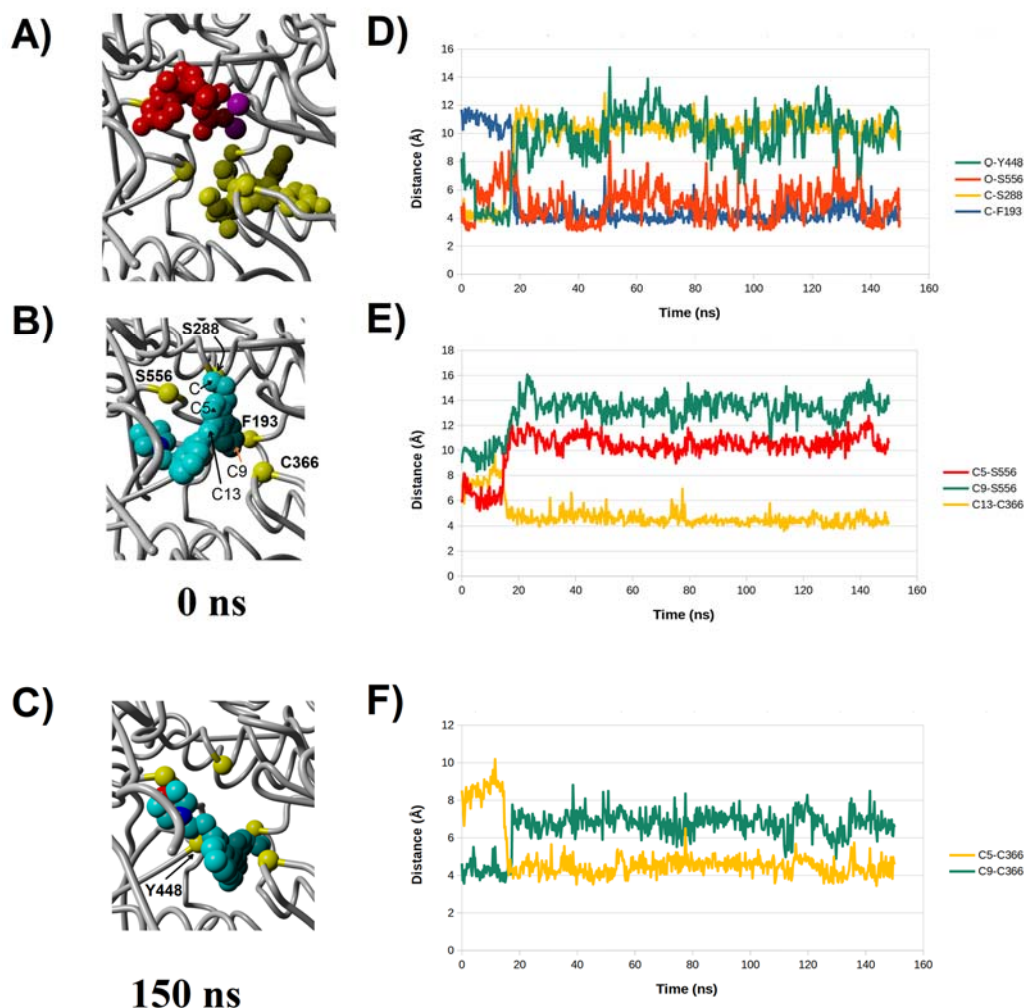 A)
B)
S288
S556
C
C5
F193
C366
C9
C13
0 ns
C)
Y448
150 ns
D)
Distance (Å)
16
14
12
10
8
6
4
2
0
0 20 40 60 80 100 120 140 160
Time (ns)
O-Y448
O-S556
C-S288
C-F193
E)
Distance (Å)
18
16
14
12
10
8
6
4
2
0
0 20 40 60 80 100 120 140 160
Time (ns)
C5-S556
C9-S556
C13-C366
F)
Distance (Å)
12
10
8
6
4
2
0
0 20 40 60 80 100 120 140 160
Time (ns)
C5-C366
C9-C366